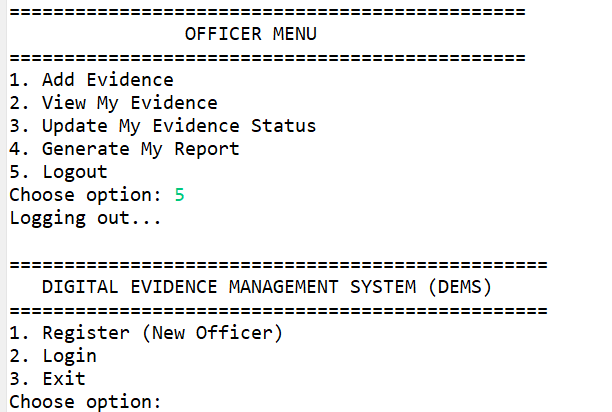 ===============================================
OFFICER MENU
===============================================
1. Add Evidence
2. View My Evidence
3. Update My Evidence Status
4. Generate My Report
5. Logout
Choose option: 5
Logging out...
=================================================
DIGITAL EVIDENCE MANAGEMENT SYSTEM (DEMS)
=================================================
1. Register (New Officer)
2. Login
3. Exit
Choose option: